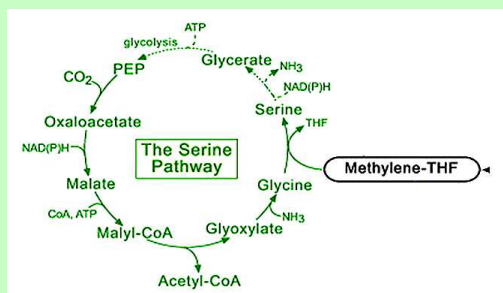 ATP
glycolysis
Glycerate
PEP
NH3
CO2
NAD(P)H
Serine
Oxaloacetate
THF
NAD(P)H
The Serine
Pathway
Methylene-THF
Malate
Glycine
CoA, ATP
NH3
Malyl-CoA
Glyoxylate
Acetyl-CoA